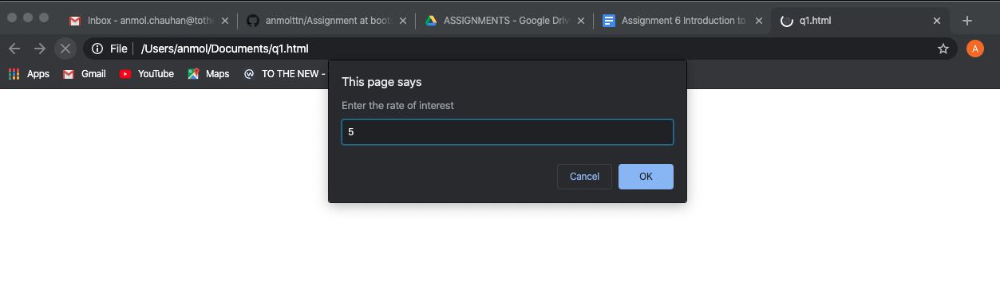 Inbox - anmol.chauhan@tothe
anmolttn/Assignment at boots
ASSIGNMENTS - Google Driv
Assignment 6 Introduction to
q1.html
File | /Users/anmol/Documents/q1.html
A
Apps
Gmail
YouTube
Maps
TO THE NEW -
This page says
Enter the rate of interest
5
Cancel
OK